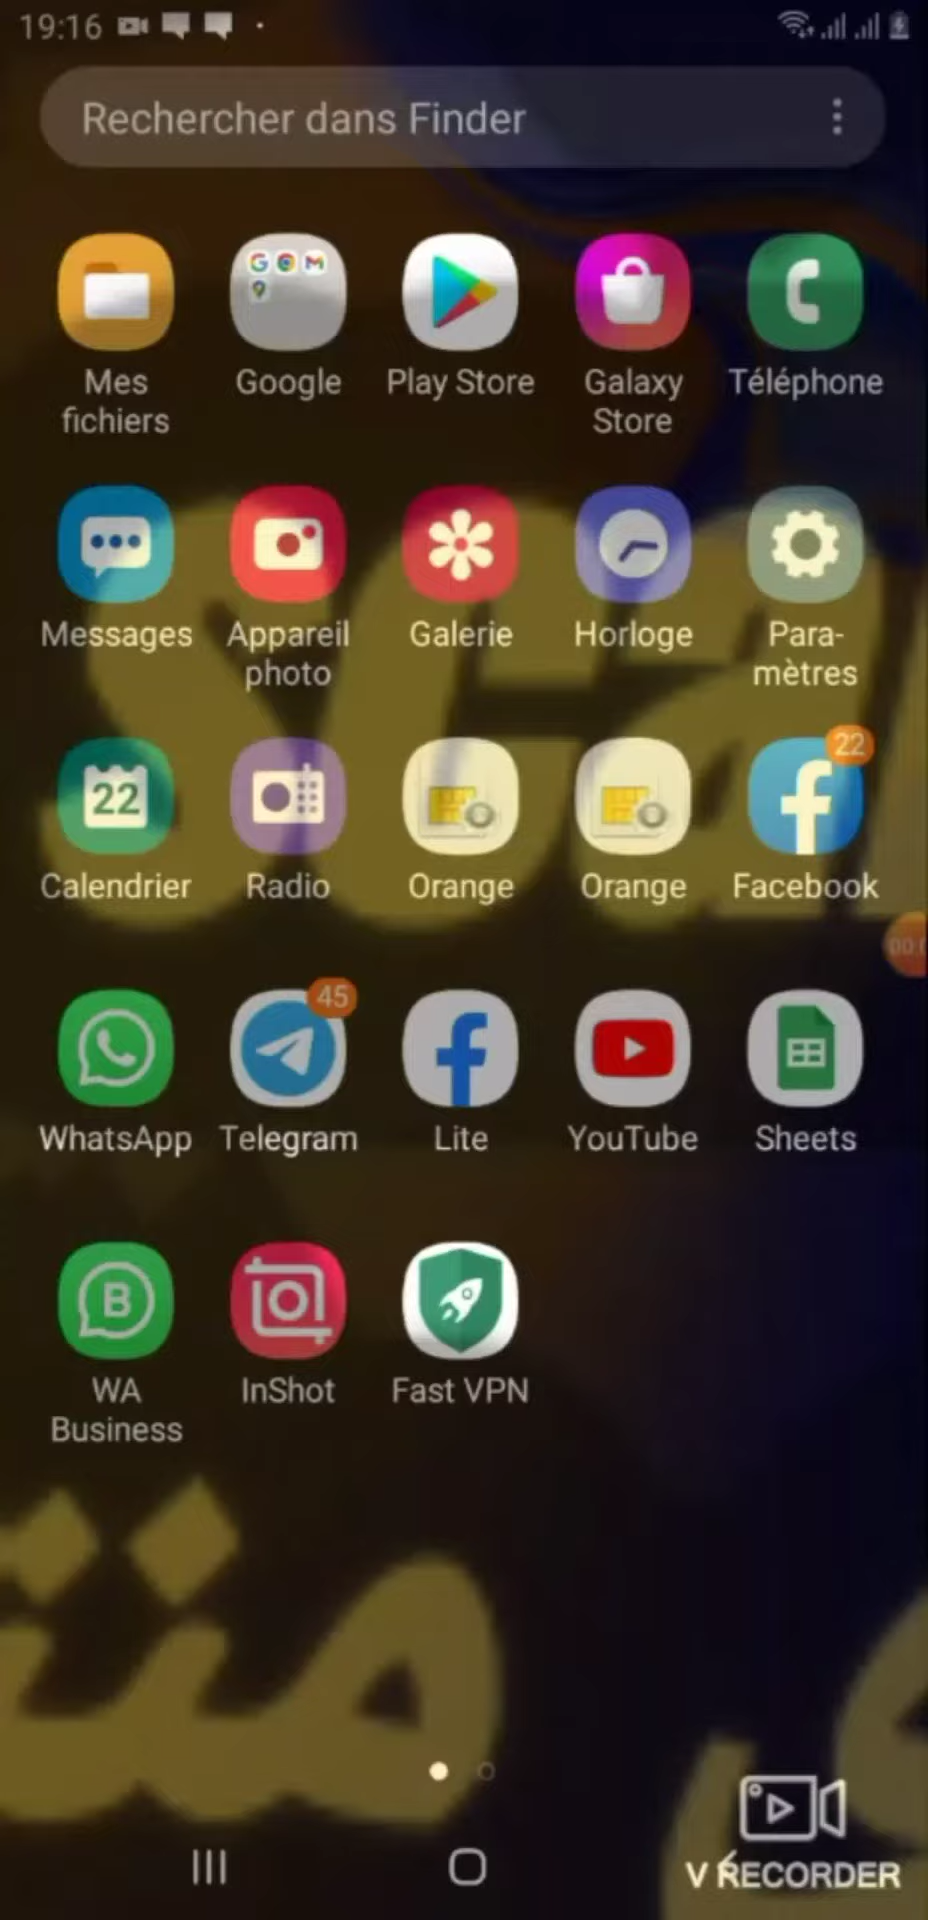 19:16
Rechercher dans Finder
Mes fichiers
Google
Play Store
Galaxy Store
Téléphone
Messages
Appareil photo
Galerie
Horloge
Para-
mètres
22
Calendrier
Radio
Orange
Orange
22
Facebook
WhatsApp
45
Telegram
Lite
YouTube
Sheets
B
WA Business
InShot
Fast VPN
V RECORDER